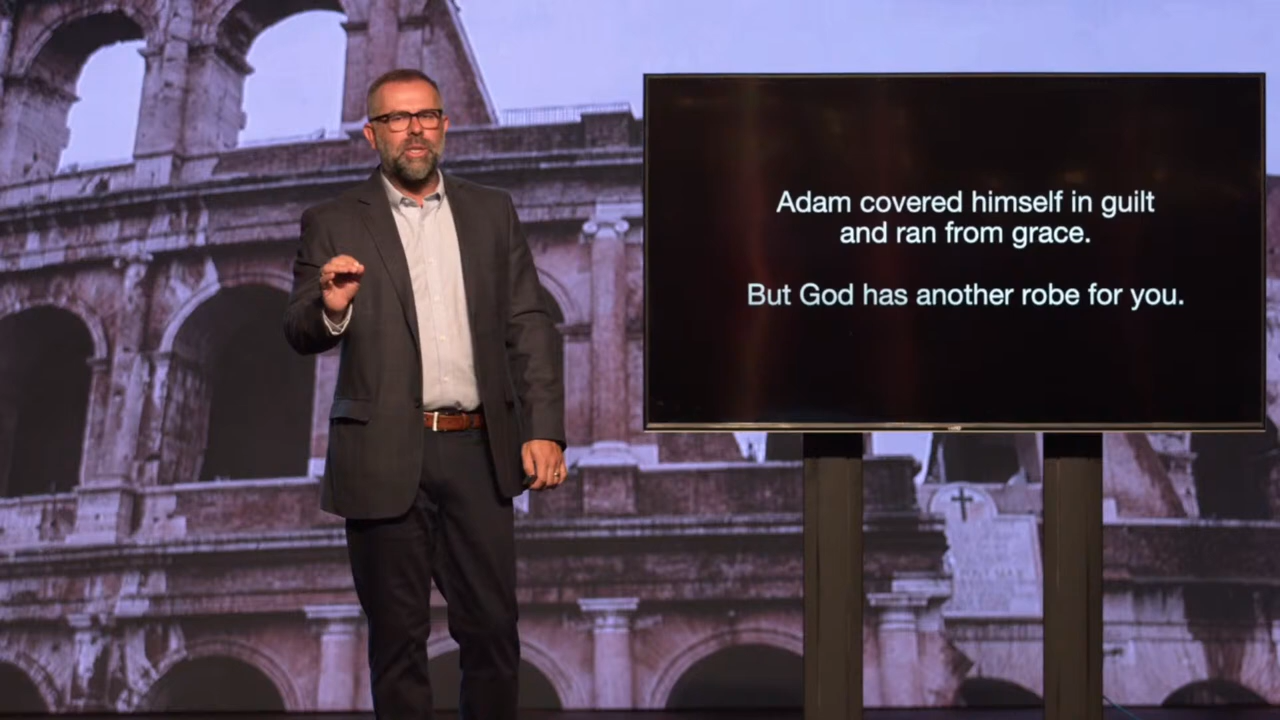 Adam covered himself in guilt
and ran from grace.
But God has another robe for you.